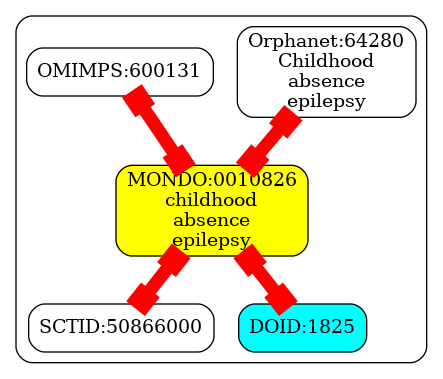 OMIMPS:600131
Orphanet:64280
Childhood
absence
epilepsy
MONDO:0010826
childhood
absence
epilepsy
SCTID:50866000
DOID:1825